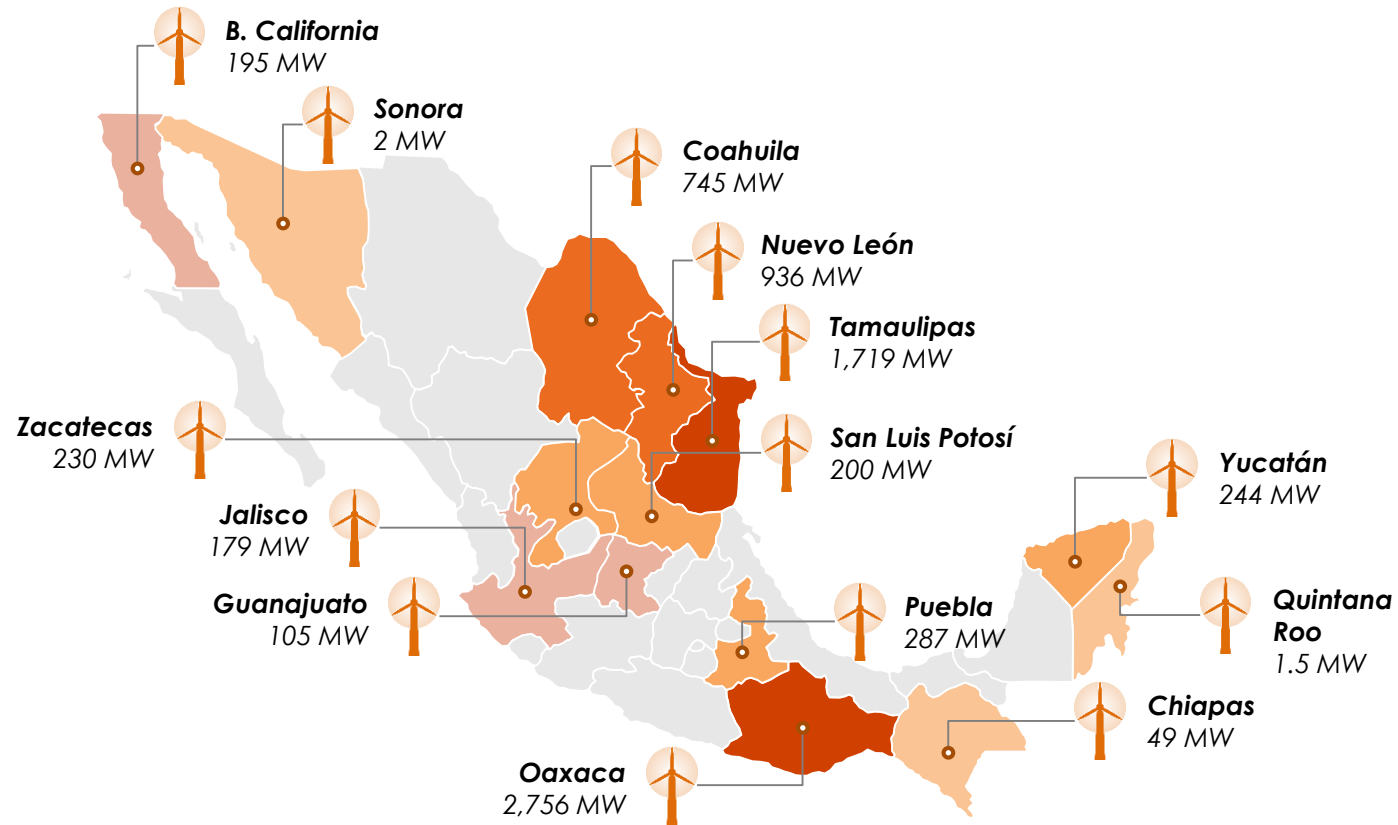 B. California
195 MW
Sonora
2 MW
Coahuila
745 MW
Nuevo León
936 MW
Tamaulipas
1,719 MW
Zacatecas
230 MW
San Luis Potosí
200 MW
Yucatán
244 MW
Jalisco
179 MW
Guanajuato
105 MW
Puebla
287 MW
Quintana
Roo
1.5 MW
Chiapas
49 MW
Oaxaca
2,756 MW